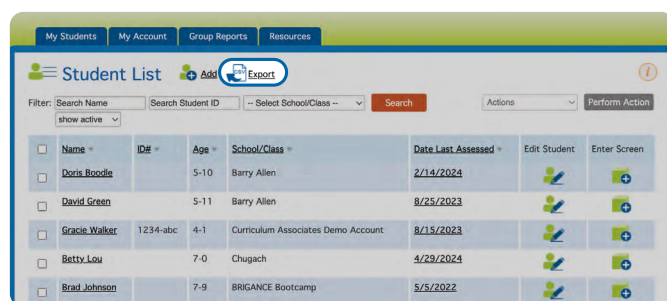 My Students My Account Group Reports Resources
Student List Add CSV Export i
Filter: Search Name Search Student ID -- Select School/Class -- Search Actions Perform Action
show active
Name ID# Age School/Class Date Last Assessed Edit Student Enter Screen
Doris Boodle 5-10 Barry Allen 2/14/2024
David Green 5-11 Barry Allen 8/25/2023
Gracie Walker 1234-abc 4-1 Curriculum Associates Demo Account 8/15/2023
Betty Lou 7-0 Chugach 4/29/2024
Brad Johnson 7-9 BRIGANCE Bootcamp 5/5/2022